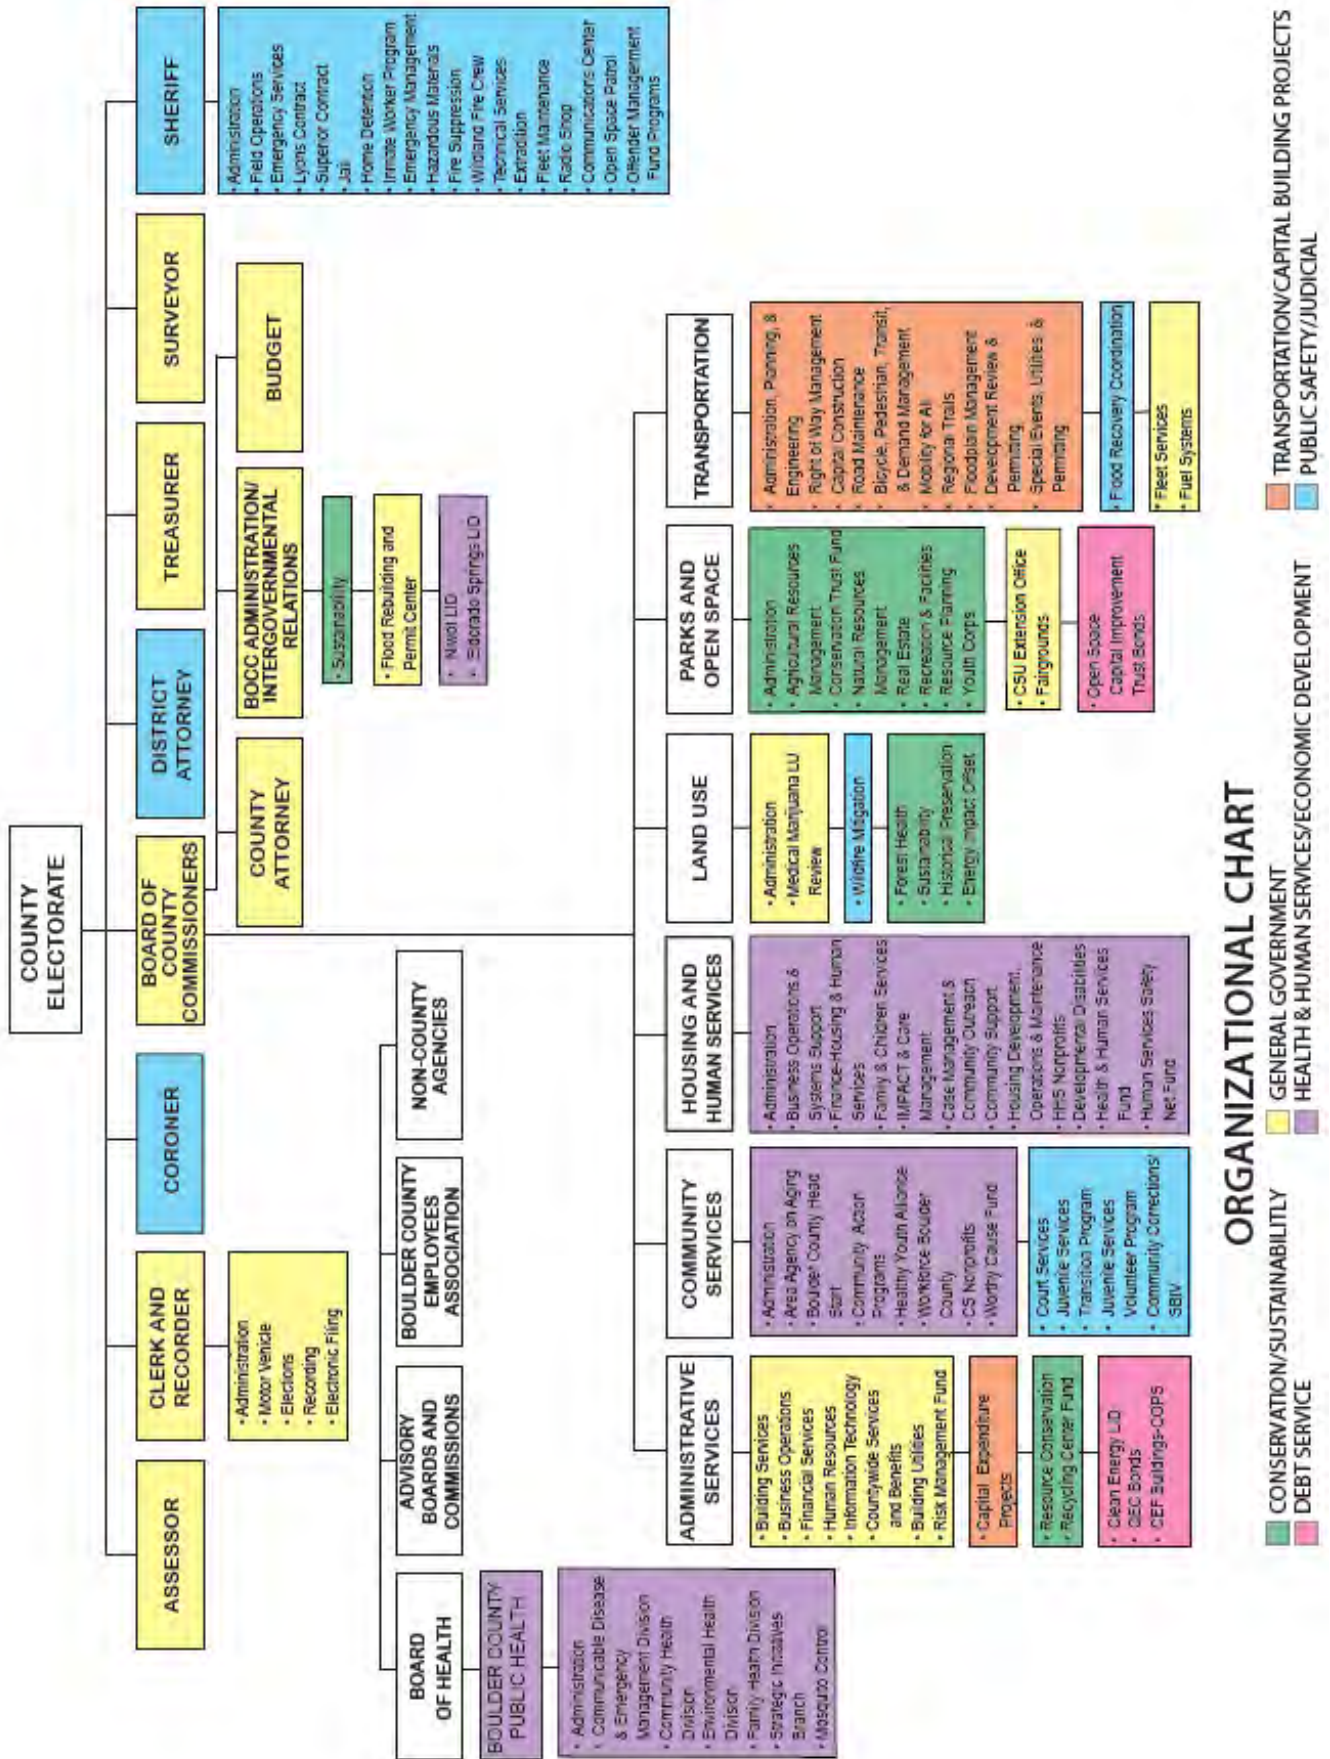 COUNTY
ELECTORATE
ASSESSOR
CLERK AND
RECORDER
• Administration
• Motor Vehicle
• Elections
• Recording
• Electronic Filing
CORONER
BOARD OF
COUNTY
COMMISSIONERS
DISTRICT
ATTORNEY
TREASURER
SURVEYOR
SHERIFF
• Administration
• Field Operations
• Emergency Services
• Lyons Contract
• Superior Contract
• Jail
• Home Detention
• Inmate Worker Program
• Emergency Management
• Hazardous Materials
• Fire Suppression
• Wildland Fire Crew
• Technical Services
• Extradition
• Fleet Maintenance
• Radio Shop
• Communications Center
• Open Space Patrol
• Offender Management
Fund Programs
COUNTY
ATTORNEY
BOCC ADMINISTRATION/
INTERGOVERNMENTAL
RELATIONS
• Sustainability
• Flood Rebuilding and
Permit Center
• Niwot LID
• Eldorado Springs LID
BUDGET
BOARD
OF HEALTH
BOULDER COUNTY
PUBLIC HEALTH
• Administration
• Communicable Disease
& Emergency
Management Division
• Community Health
Division
• Environmental Health
Division
• Family Health Division
• Strategic Initiatives
Branch
• Mosquito Control
ADVISORY
BOARDS AND
COMMISSIONS
BOULDER COUNTY
EMPLOYEES
ASSOCIATION
NON-COUNTY
AGENCIES
ADMINISTRATIVE
SERVICES
• Building Services
• Business Operations
• Financial Services
• Human Resources
• Information Technology
• Countywide Services
and Benefits
• Building Utilities
• Risk Management Fund
• Capital Expenditure
Projects
• Resource Conservation
• Recycling Center Fund
• Clean Energy LID
• QEC Bonds
• CEF Buildings-COPS
COMMUNITY
SERVICES
• Administration
• Area Agency on Aging
• Boulder County Head
Start
• Community Action
Programs
• Healthy Youth Alliance
• Workforce Boulder
County
• CS Nonprofits
• Worthy Cause Fund
• Court Services
• Juvenile Services
Transition Program
• Juvenile Services
Volunteer Program
• Community Corrections/
SBIV
HOUSING AND
HUMAN SERVICES
• Administration
• Business Operations &
Systems Support
• Finance-Housing & Human
Services
• Family & Children Services
• IMPACT & Care
Management
• Case Management &
Community Outreach
• Community Support
• Housing Development,
Operations & Maintenance
• HHS Nonprofits
• Developmental Disabilities
• Health & Human Services
Fund
• Human Services Safety
Net Fund
LAND USE
• Administration
• Medical Marijuana LU
Review
• Wildfire Mitigation
• Forest Health
• Sustainability
• Historical Preservation
• Energy Impact Offset
PARKS AND
OPEN SPACE
• Administration
• Agricultural Resources
Management
• Conservation Trust Fund
• Natural Resources
Management
• Real Estate
• Recreation & Facilities
• Resource Planning
• Youth Corps
• CSU Extension Office
• Fairgrounds
• Open Space
Capital Improvement
Trust Bonds
TRANSPORTATION
• Administration, Planning, &
Engineering
• Right of Way Management
• Capital Construction
• Road Maintenance
• Bicycle, Pedestrian, Transit,
& Demand Management
• Mobility for All
• Regional Trails
• Floodplain Management
• Development Review &
Permitting
• Special Events, Utilities, &
Permitting
• Flood Recovery Coordination
• Fleet Services
• Fuel Systems
ORGANIZATIONAL CHART
CONSERVATION/SUSTAINABILITLY
DEBT SERVICE
GENERAL GOVERNMENT
HEALTH & HUMAN SERVICES/ECONOMIC DEVELOPMENT
TRANSPORTATION/CAPITAL BUILDING PROJECTS
PUBLIC SAFETY/JUDICIAL